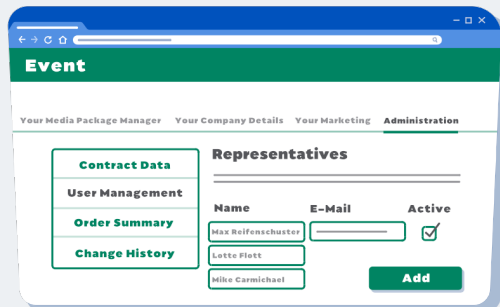 Event
Your Media Package Manager Your Company Details Your Marketing Administration
Contract Data
User Management
Order Summary
Change History
Representatives
Name E-Mail Active
Max Reifenschuster
Lotte Flott
Mike Carmichael
Add